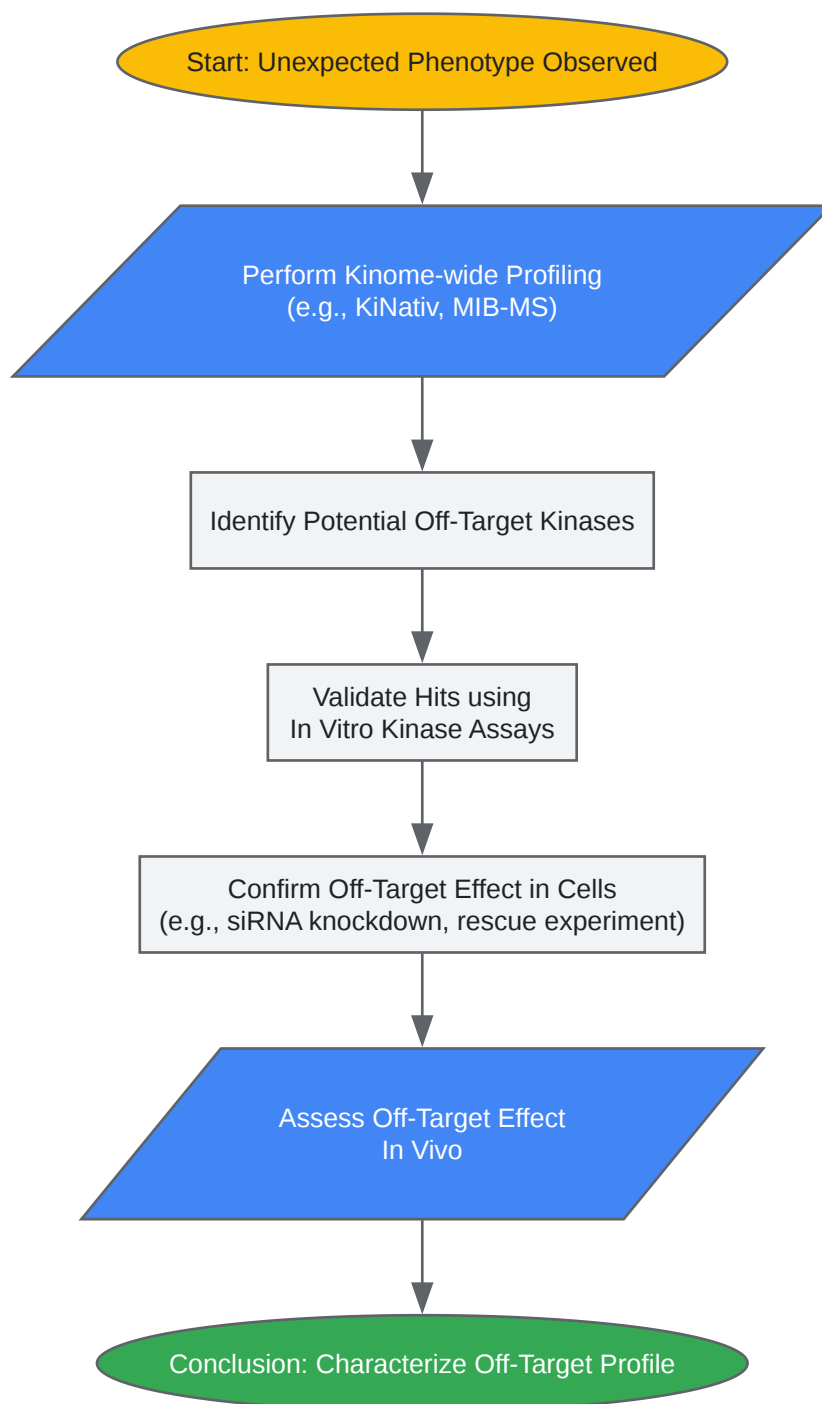 Start: Unexpected Phenotype Observed
Perform Kinome-wide Profiling
(e.g., KiNativ, MIB-MS)
Identify Potential Off-Target Kinases
Validate Hits using
In Vitro Kinase Assays
Confirm Off-Target Effect in Cells
(e.g., siRNA knockdown, rescue experiment)
Assess Off-Target Effect
In Vivo
Conclusion: Characterize Off-Target Profile